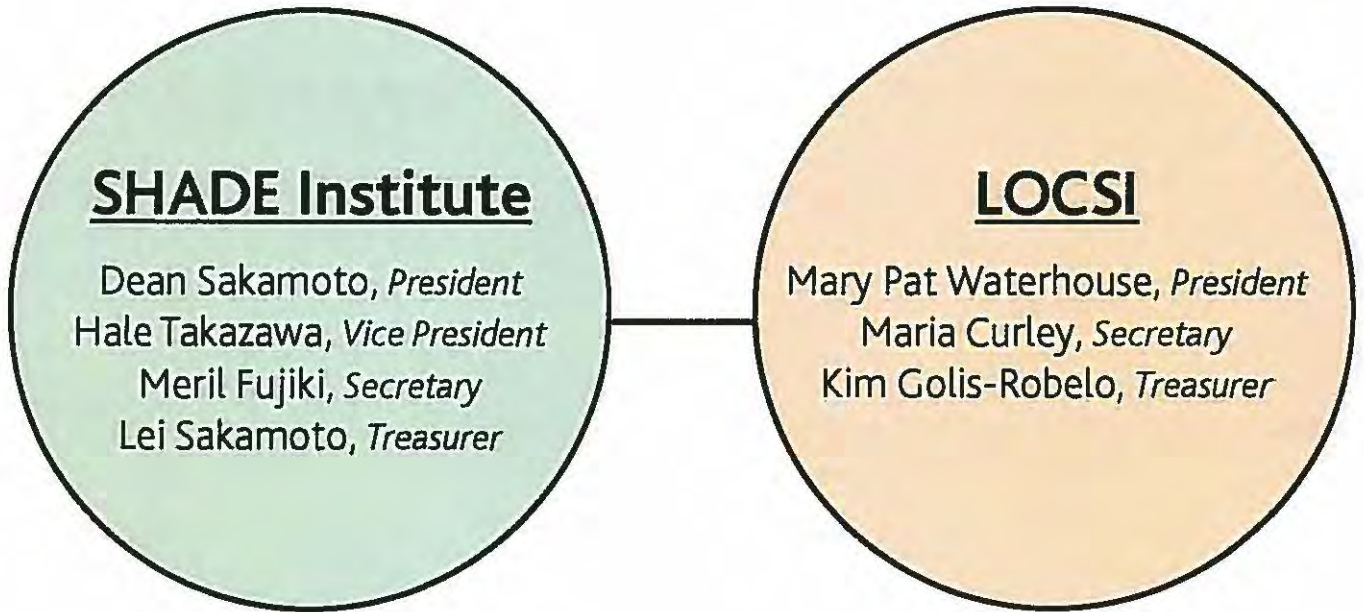 SHADE Institute
Dean Sakamoto, President
Hale Takazawa, Vice President
Meril Fujiki, Secretary
Lei Sakamoto, Treasurer
LOCSI
Mary Pat Waterhouse, President
Maria Curley, Secretary
Kim Golis-Robelo, Treasurer